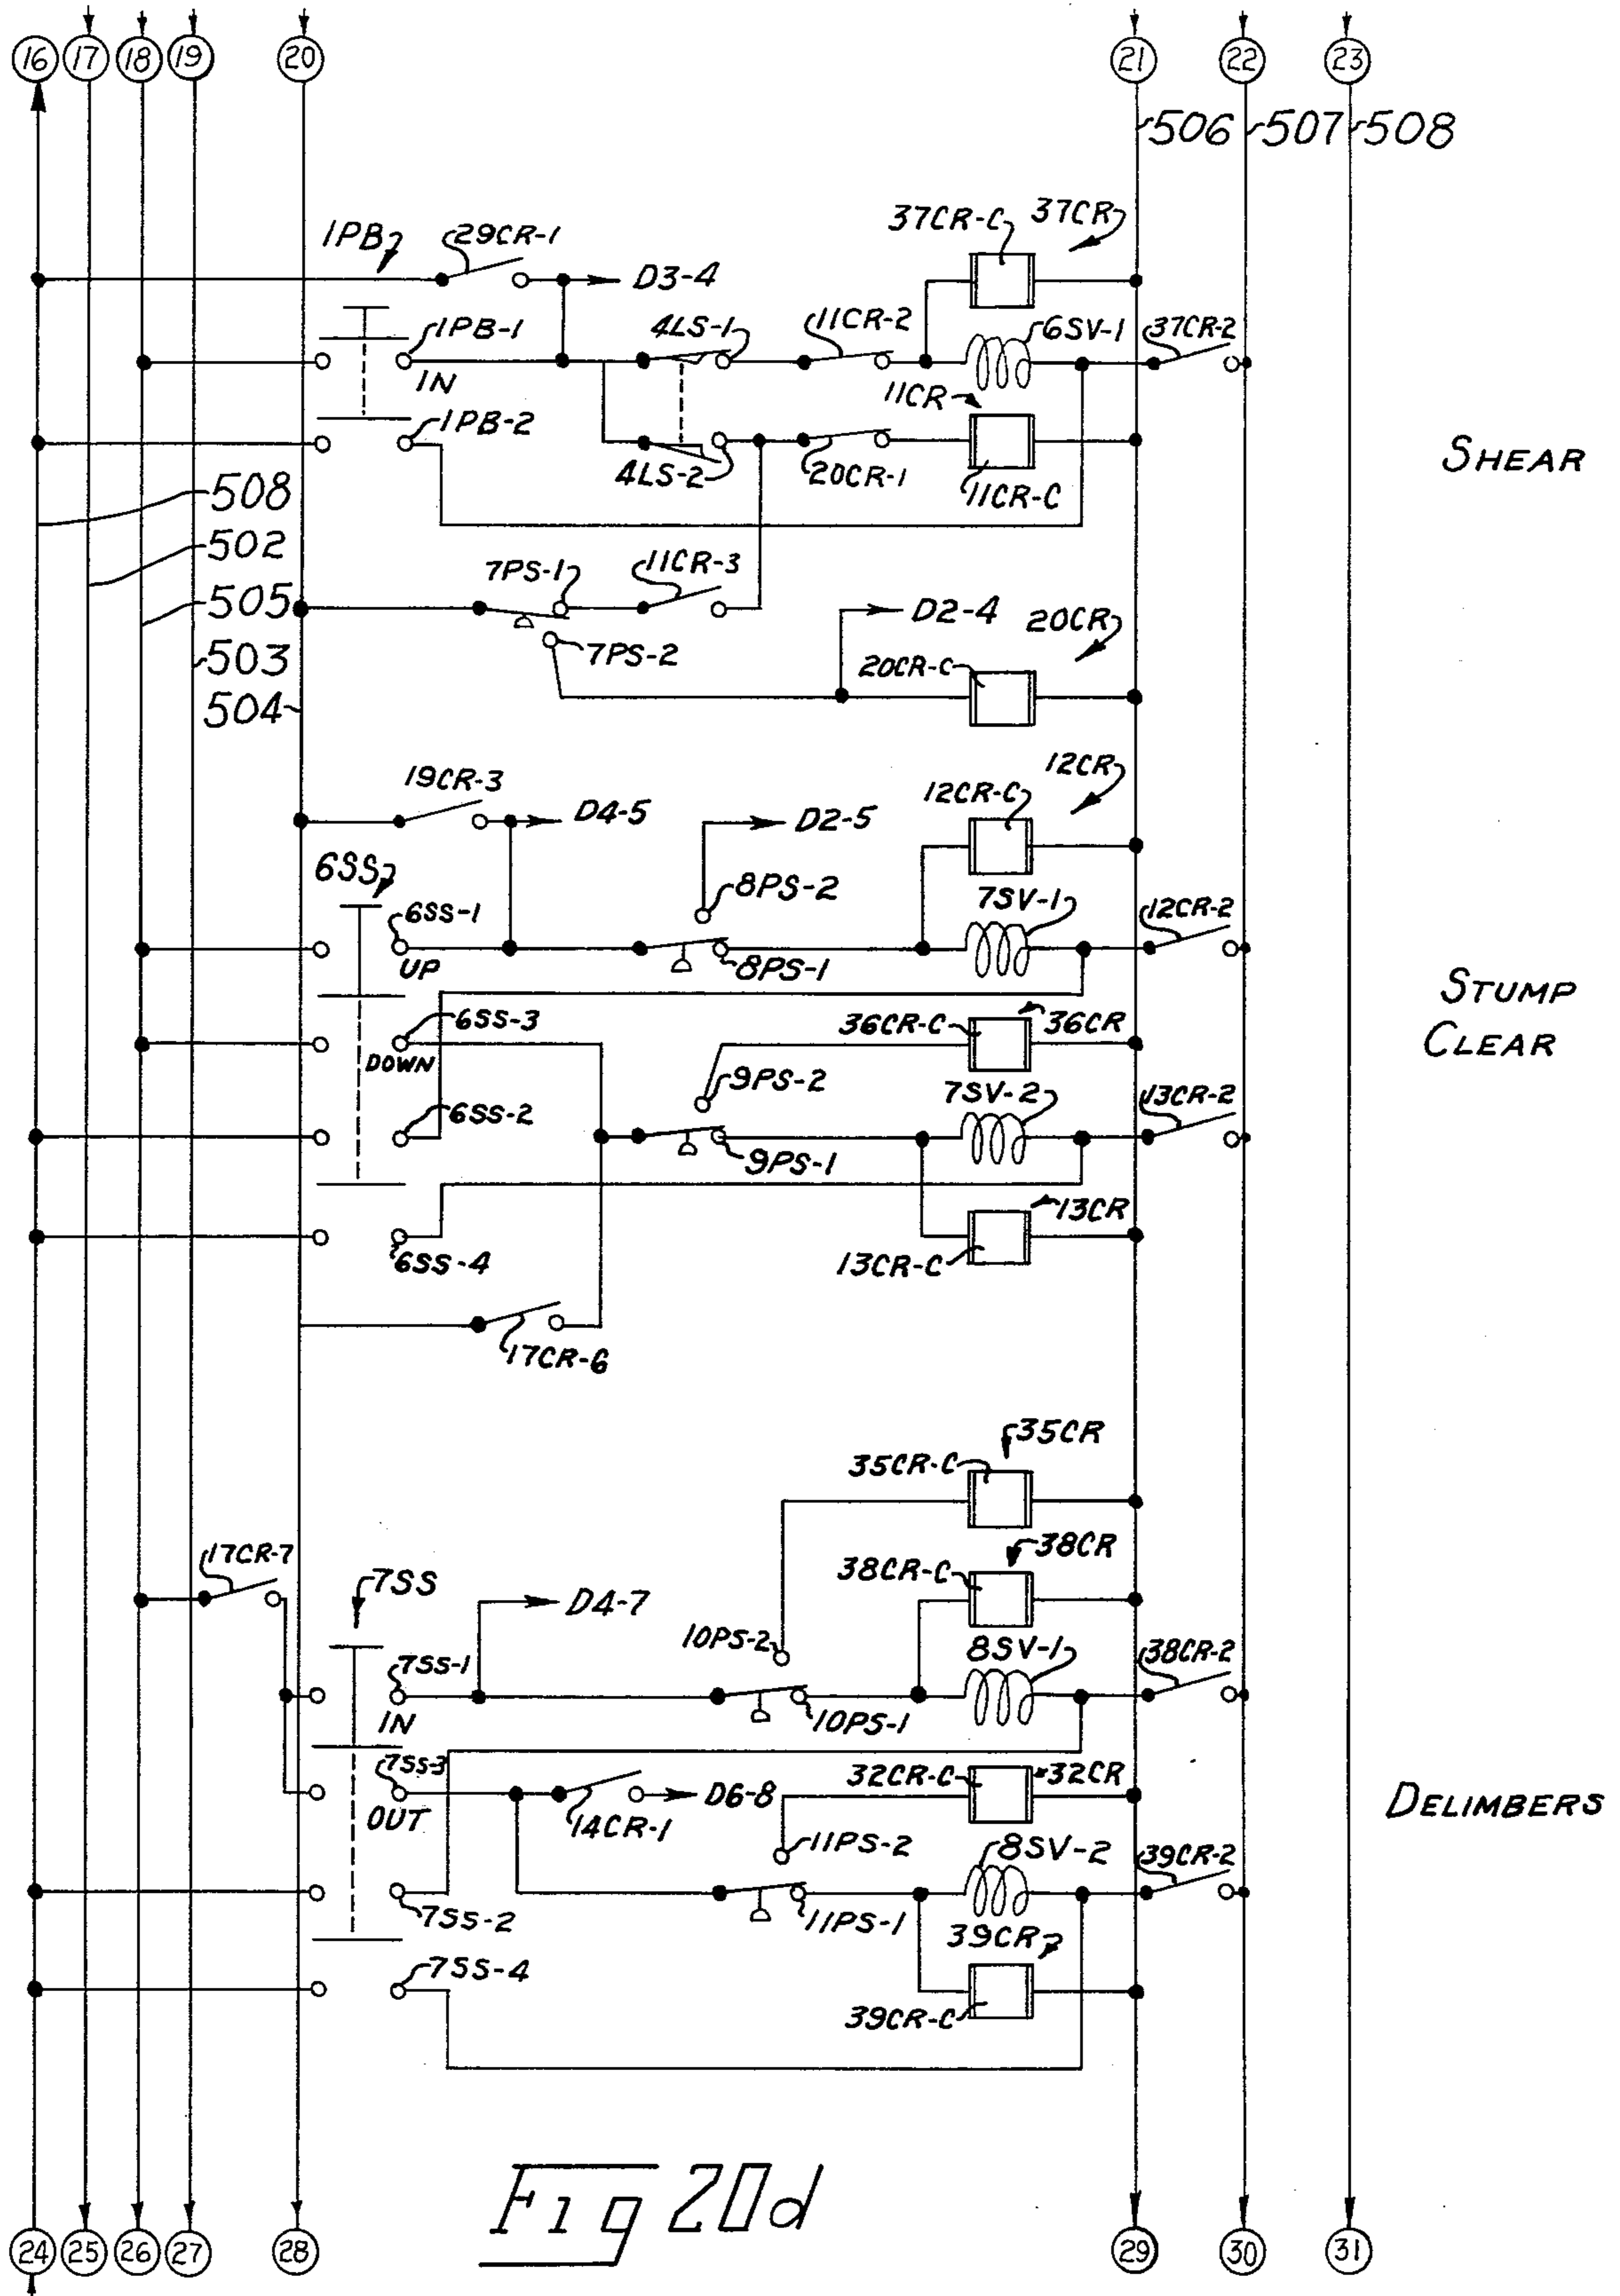 16 17 18 19 20 21 22 23
506 507 508
37CR-C 37CR
1PB 29CR-1
D3-4
1PB-1 4LS-1 11CR-2 6SV-1 37CR-2
IN
11CR
1PB-2
4LS-2 20CR-1 11CR-C
SHEAR
508
502
7PS-1 11CR-3
505
D2-4 20CR
503 7PS-2
20CR-C
504
19CR-3 12CR
D4-5 D2-5 12CR-C
6SS 8PS-2
6SS-1 7SV-1 12CR-2
UP 8PS-1
STUMP
CLEAR
6SS-3 36CR-C 36CR
DOWN
9PS-2 7SV-2 13CR-2
6SS-2
9PS-1
13CR
6SS-4 13CR-C
17CR-6
35CR
35CR-C
17CR-7 38CR
7SS 38CR-C
D4-7
10PS-2
7SS-1 8SV-1 38CR-2
IN 10PS-1
7SS-3 32CR-C 32CR
D6-8
OUT 14CR-1
DELIMBERS
11PS-2 8SV-2 39CR-2
7SS-2 11PS-1
39CR
7SS-4
39CR-C
Fig 20d
24 25 26 27 28 29 30 31